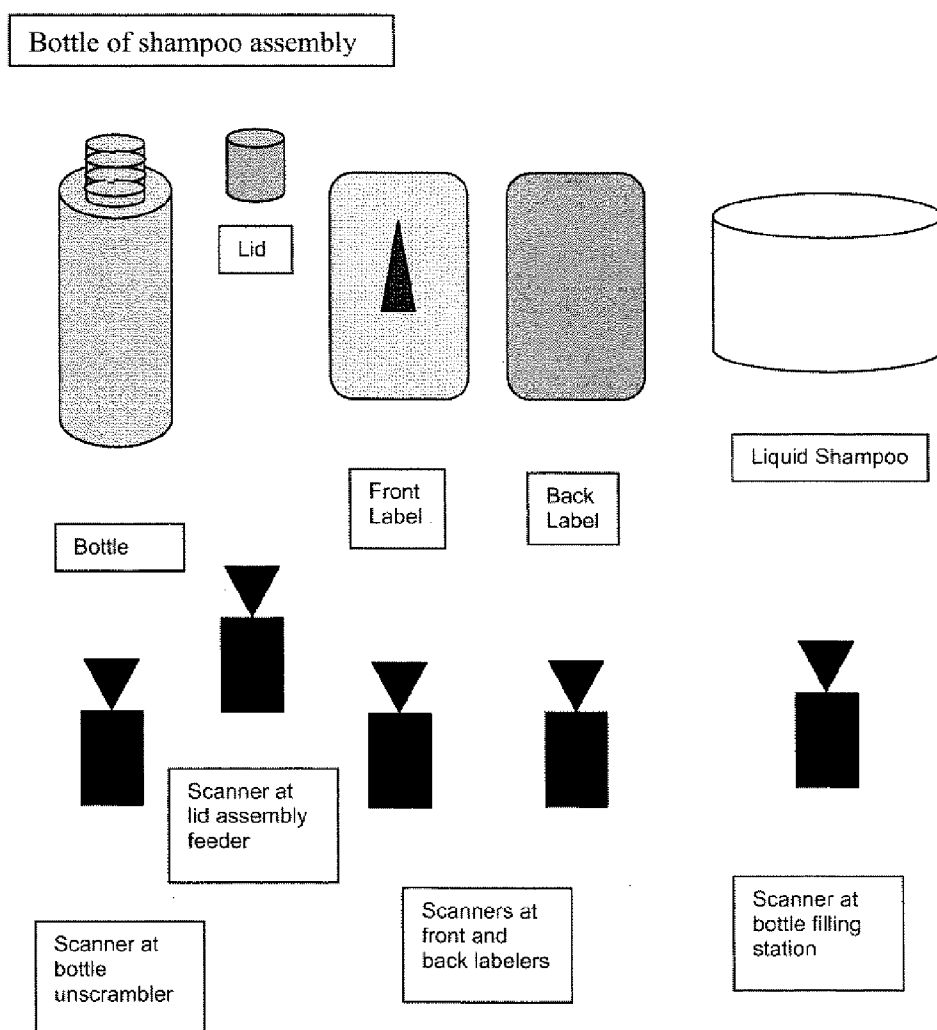 Bottle of shampoo assembly
Lid
Liquid Shampoo
Front
Label
Back
Label
Bottle
Scanner at
lid assembly
feeder
Scanners at
front and
back labelers
Scanner at
bottle filling
station
Scanner at
bottle
unscrambler